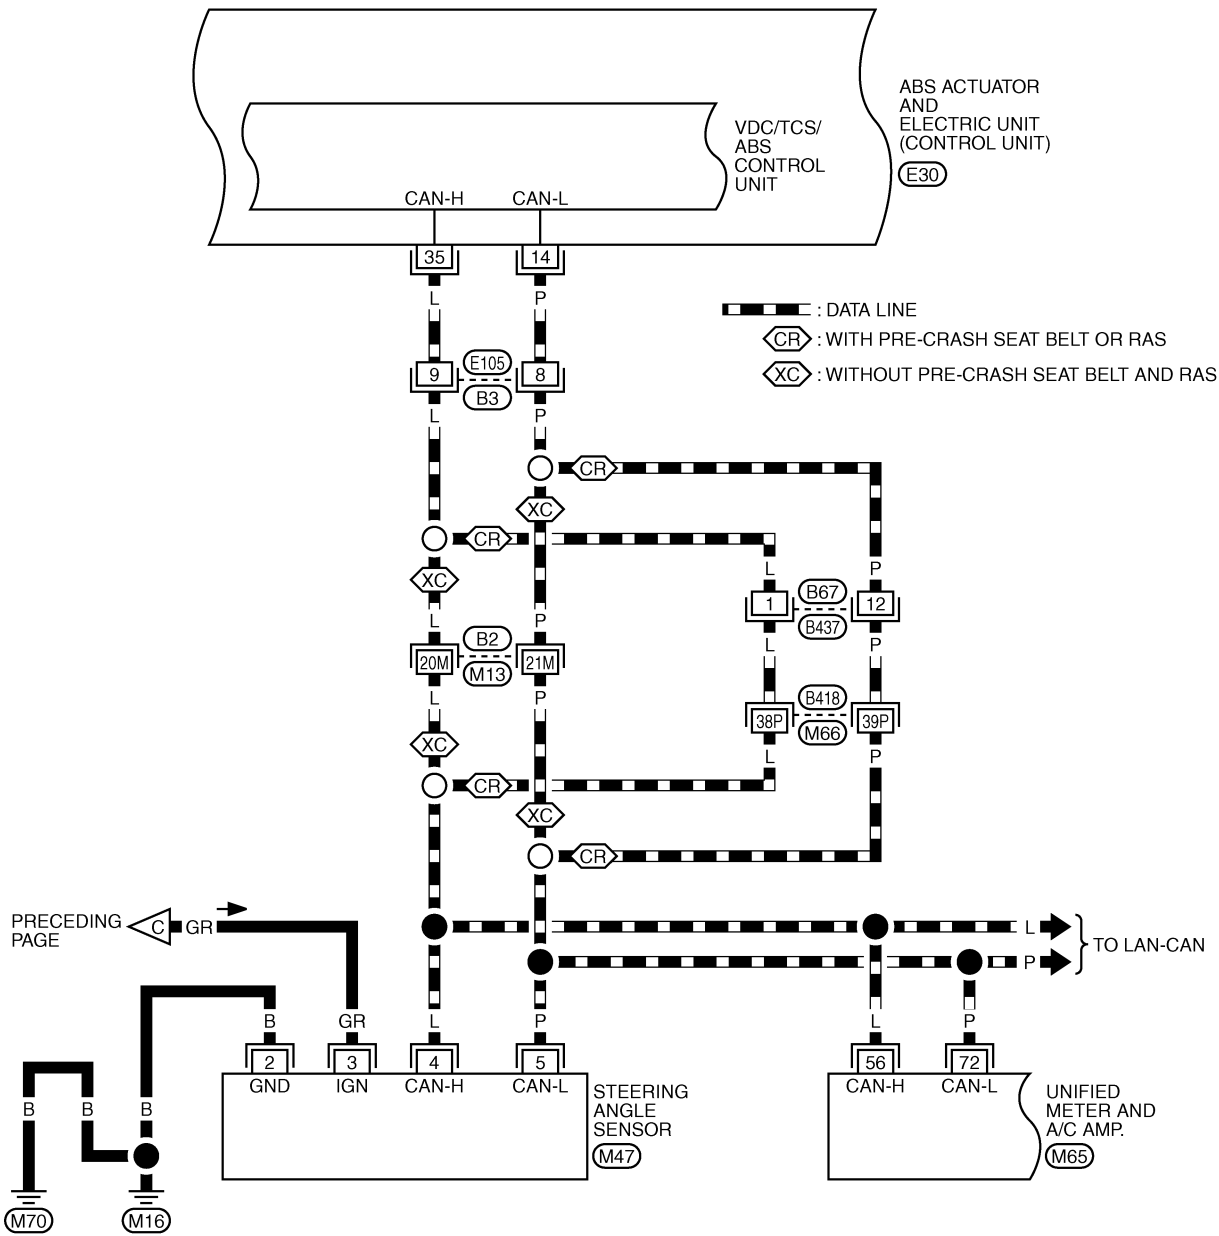 ABS ACTUATOR
AND
ELECTRIC UNIT
(CONTROL UNIT)
E30
VDC/TCS/
ABS
CONTROL
UNIT
CAN-H CAN-L
35 14
L P
: DATA LINE
CR : WITH PRE-CRASH SEAT BELT OR RAS
XC : WITHOUT PRE-CRASH SEAT BELT AND RAS
9 E105 8
B3
L P
CR
XC
CR
XC
L P
1 B67 12
B437
L P
L P
20M B2 21M
M13
L P
38P B418 39P
M66
L P
XC
CR
XC
CR
PRECEDING
PAGE
C GR
L
P
TO LAN-CAN
B GR L P L P
2 3 4 5 56 72
GND IGN CAN-H CAN-L CAN-H CAN-L
STEERING
ANGLE
SENSOR
M47
UNIFIED
METER AND
A/C AMP.
M65
B B B
M70 M16